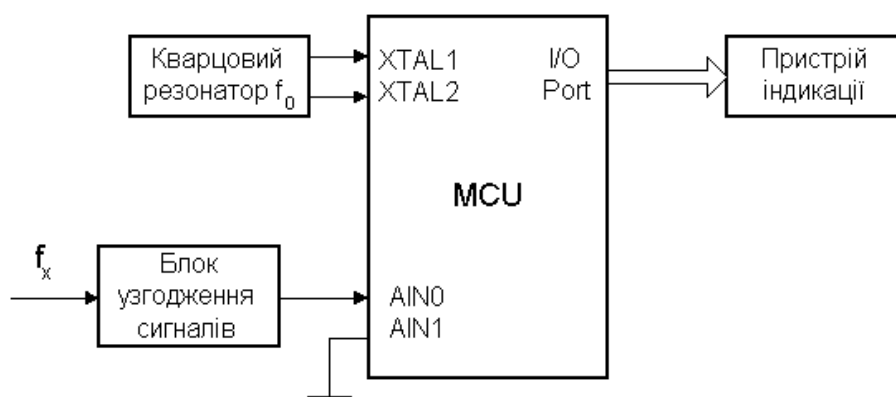 Кварцовий
резонатор f0
XTAL1
XTAL2
I/O
Port
Пристрій
індикації
MCU
fx
Блок
узгодження
сигналів
AIN0
AIN1